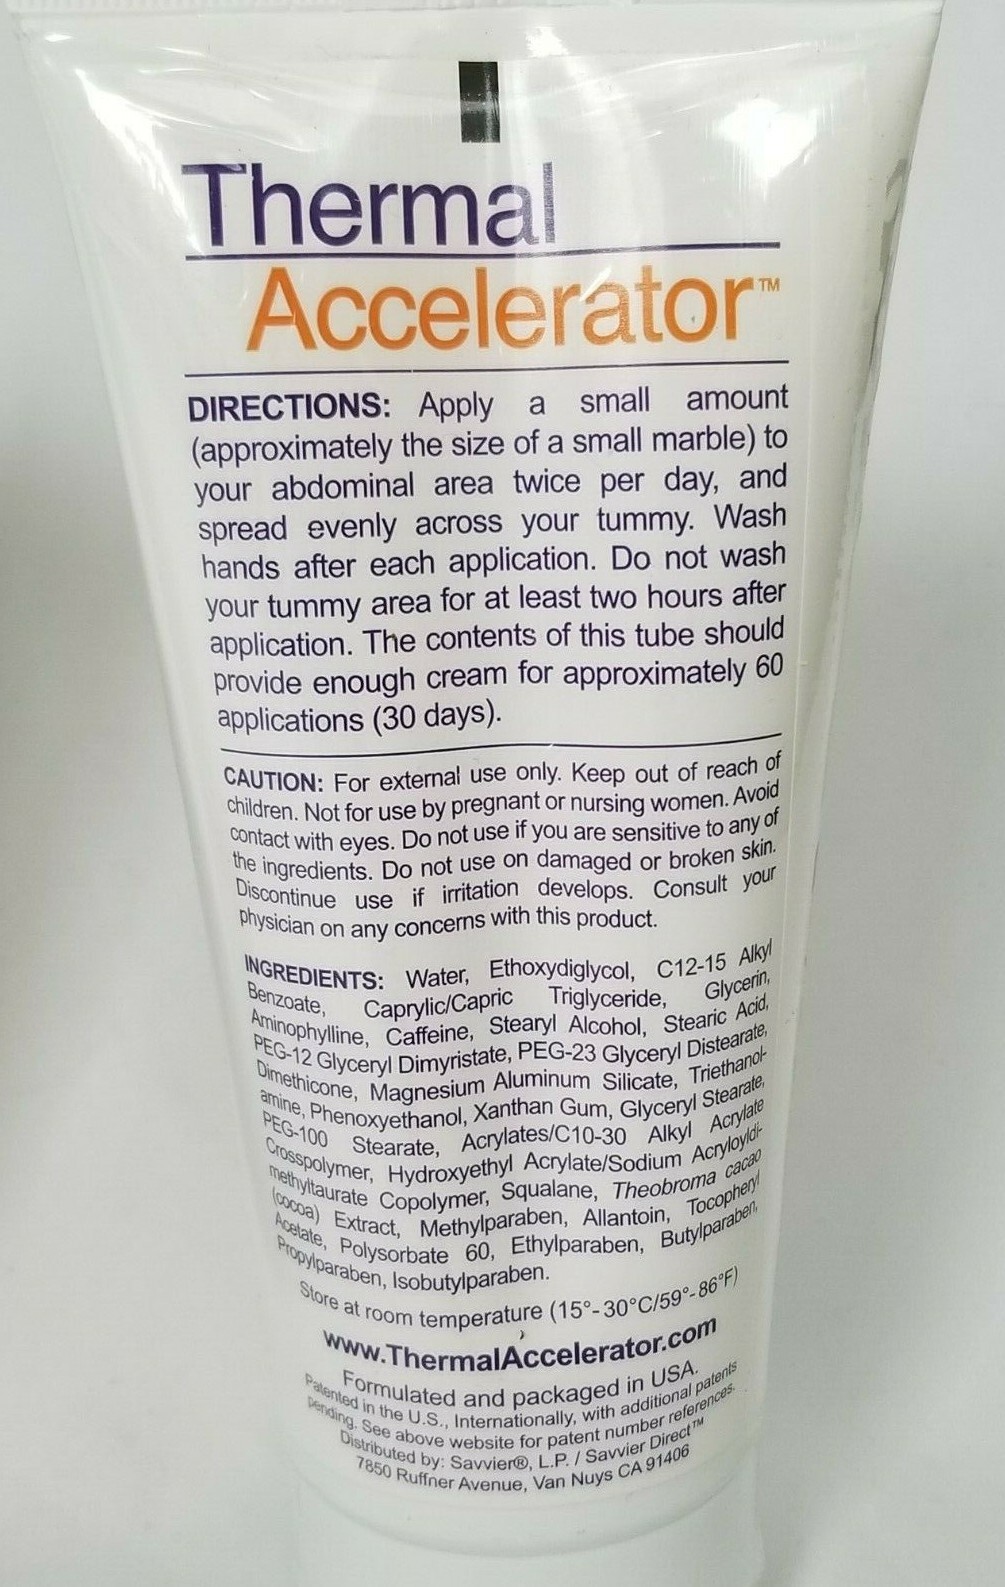 Thermal
Accelerator™
DIRECTIONS: Apply a small amount
(approximately the size of a small marble) to
your abdominal area twice per day, and
spread evenly across your tummy. Wash
hands after each application. Do not wash
your tummy area for at least two hours after
application. The contents of this tube should
provide enough cream for approximately 60
applications (30 days).
CAUTION: For external use only. Keep out of reach of
children. Not for use by pregnant or nursing women. Avoid
contact with eyes. Do not use if you are sensitive to any of
the ingredients. Do not use on damaged or broken skin.
Discontinue use if irritation develops. Consult your
physician on any concerns with this product.
INGREDIENTS: Water, Ethoxydiglycol, C12-15 Alkyl
Benzoate, Caprylic/Capric Triglyceride, Glycerin,
Aminophylline, Caffeine, Stearyl Alcohol, Stearic Acid,
PEG-12 Glyceryl Dimyristate, PEG-23 Glyceryl Distearate,
Dimethicone, Magnesium Aluminum Silicate, Triethanol-
amine, Phenoxyethanol, Xanthan Gum, Glyceryl Stearate,
PEG-100 Stearate, Acrylates/C10-30 Alkyl Acrylate
Crosspolymer, Hydroxyethyl Acrylate/Sodium Acryloyldi-
methyltaurate Copolymer, Squalane, Theobroma cacao
(cocoa) Extract, Methylparaben, Allantoin, Tocopheryl
Acetate, Polysorbate 60, Ethylparaben, Butylparaben,
Propylparaben, Isobutylparaben.
Store at room temperature (15°-30°C/59°-86°F)
www.ThermalAccelerator.com
Formulated and packaged in USA.
Patented in the U.S., Internationally, with additional patents
pending. See above website for patent number references.
Distributed by: Savvier®, L.P. / Savvier Direct™
7850 Ruffner Avenue, Van Nuys CA 91406